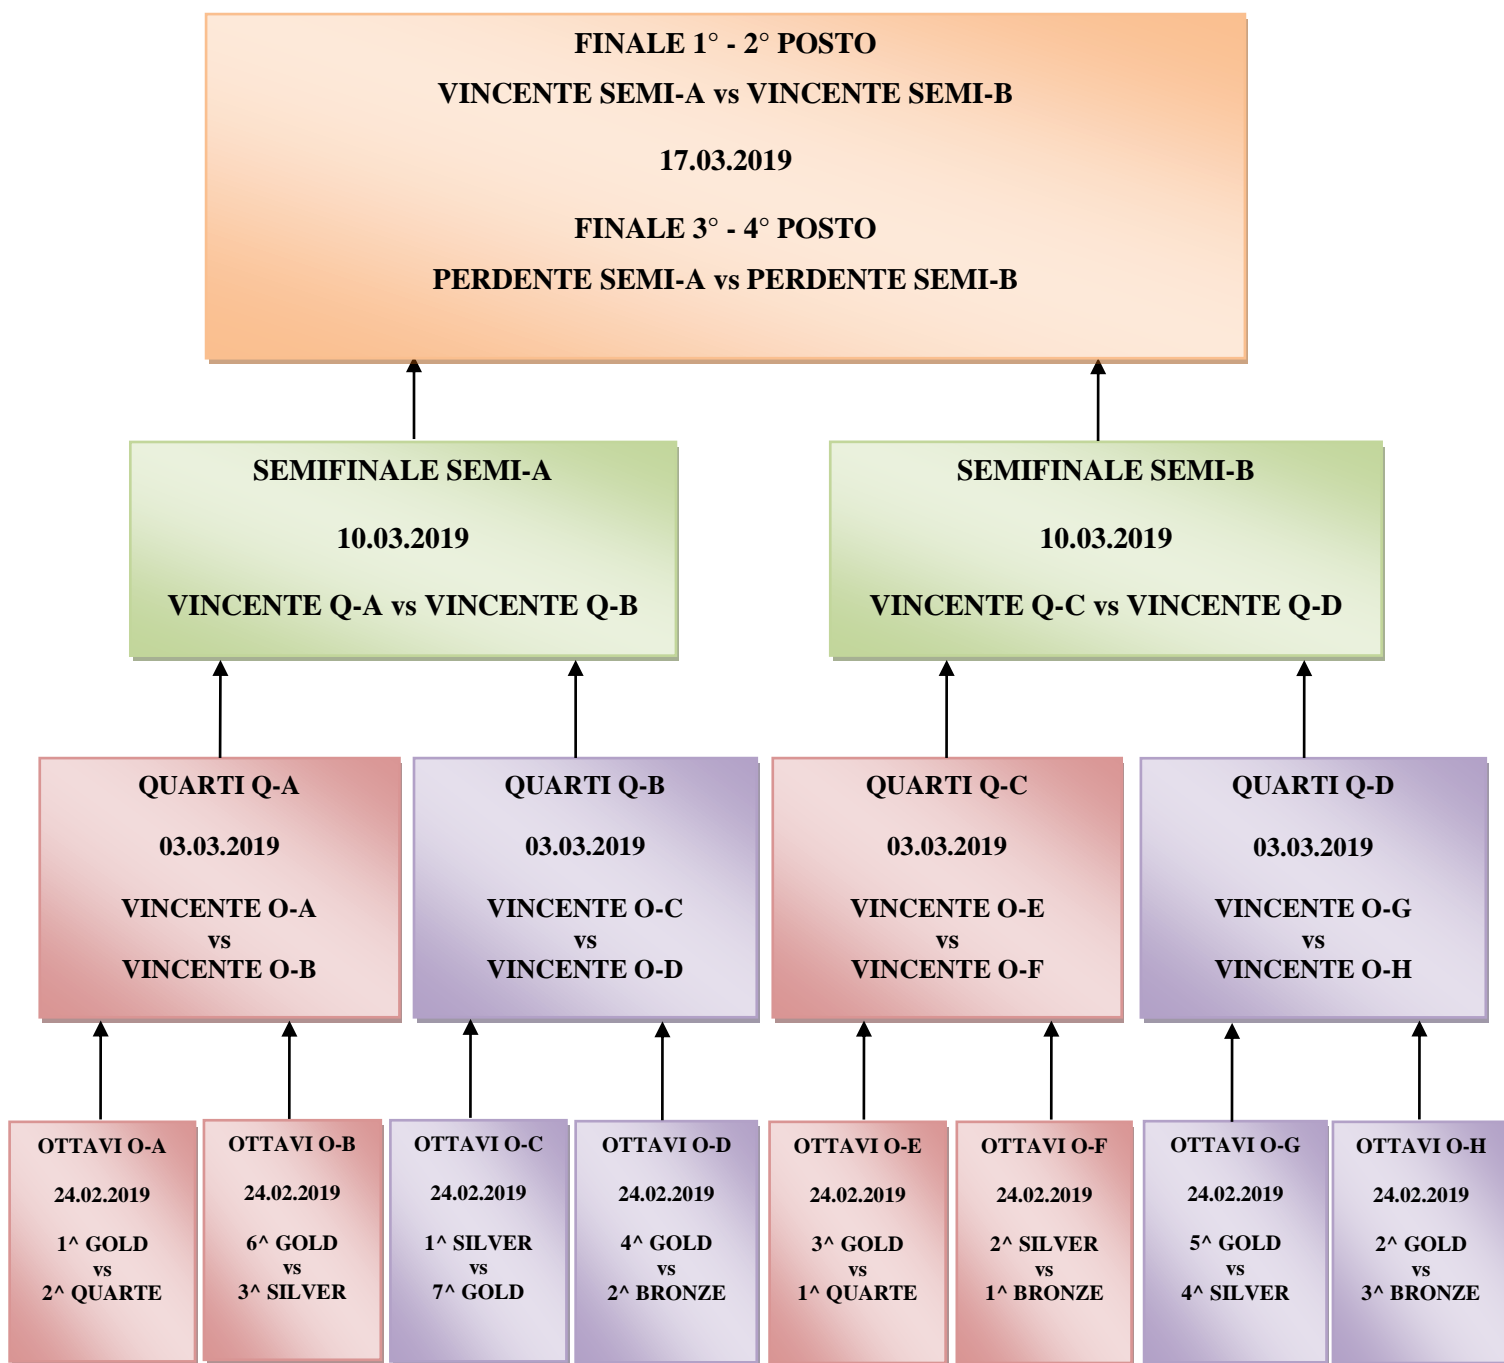 FINALE 1° - 2° POSTO
VINCENTE SEMI-A vs VINCENTE SEMI-B
17.03.2019
FINALE 3° - 4° POSTO
PERDENTE SEMI-A vs PERDENTE SEMI-B
SEMIFINALE SEMI-A
10.03.2019
VINCENTE Q-A vs VINCENTE Q-B
SEMIFINALE SEMI-B
10.03.2019
VINCENTE Q-C vs VINCENTE Q-D
QUARTI Q-A
03.03.2019
VINCENTE O-A
vs
VINCENTE O-B
QUARTI Q-B
03.03.2019
VINCENTE O-C
vs
VINCENTE O-D
QUARTI Q-C
03.03.2019
VINCENTE O-E
vs
VINCENTE O-F
QUARTI Q-D
03.03.2019
VINCENTE O-G
vs
VINCENTE O-H
OTTAVI O-A
24.02.2019
1^ GOLD
vs
2^ QUARTE
OTTAVI O-B
24.02.2019
6^ GOLD
vs
3^ SILVER
OTTAVI O-C
24.02.2019
1^ SILVER
vs
7^ GOLD
OTTAVI O-D
24.02.2019
4^ GOLD
vs
2^ BRONZE
OTTAVI O-E
24.02.2019
3^ GOLD
vs
1^ QUARTE
OTTAVI O-F
24.02.2019
2^ SILVER
vs
1^ BRONZE
OTTAVI O-G
24.02.2019
5^ GOLD
vs
4^ SILVER
OTTAVI O-H
24.02.2019
2^ GOLD
vs
3^ BRONZE